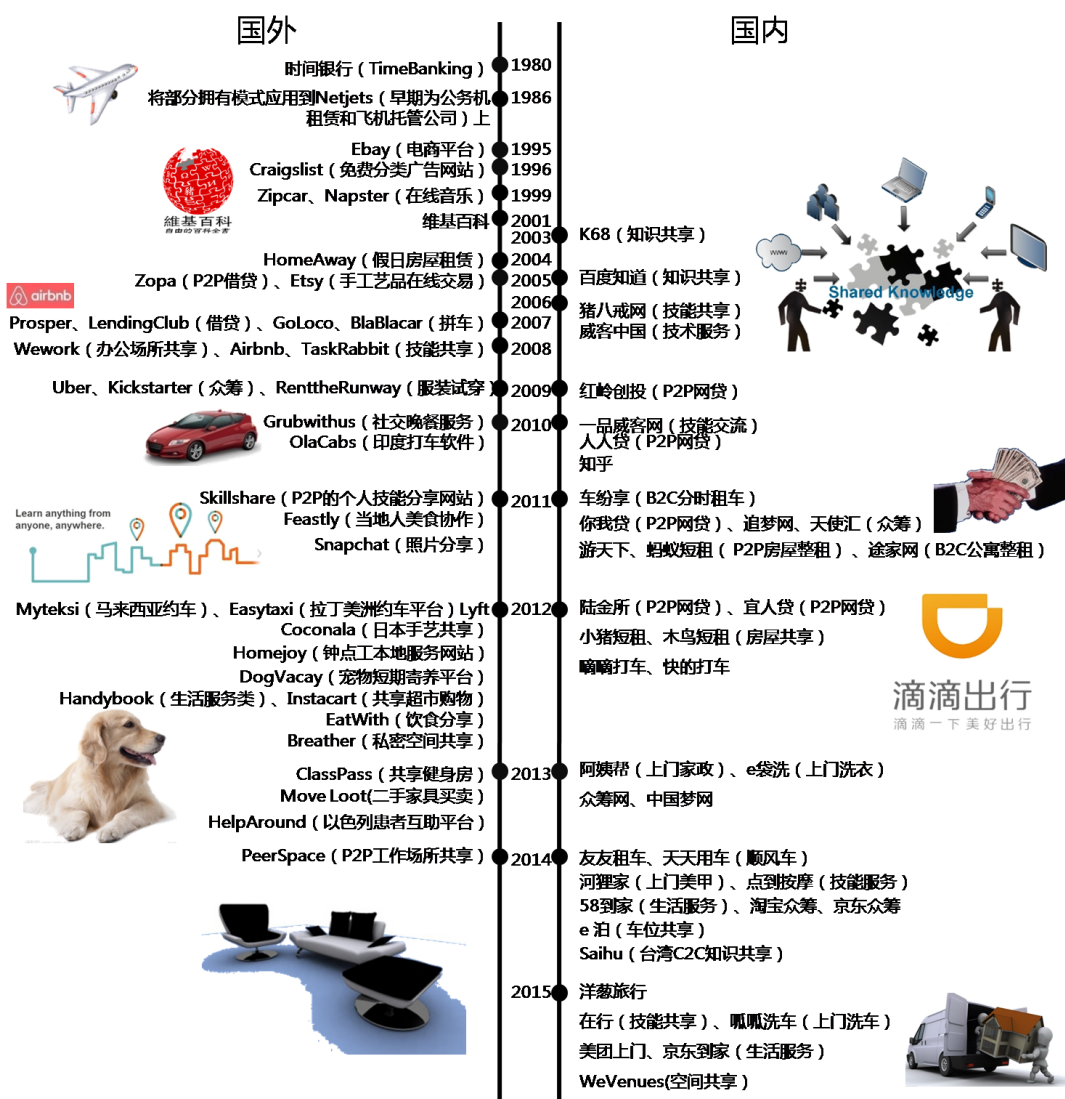 国外
国内
时间银行（TimeBanking）
1980
将部分拥有模式应用到Netjets（早期为公务机
租赁和飞机托管公司）上
1986
Ebay（电商平台）
1995
Craigslist（免费分类广告网站）
1996
Zipcar、Napster（在线音乐）
1999
維基百科
自由的百科全書
维基百科
2001
2003
K68（知识共享）
HomeAway（假日房屋租赁）
2004
Zopa（P2P借贷）、Etsy（手工艺品在线交易）
2005
百度知道（知识共享）
www
Shared Knowledge
airbnb
2006
猪八戒网（技能共享）
威客中国（技术服务）
Prosper、LendingClub（借贷）、GoLoco、BlaBlacar（拼车）
2007
Wework（办公场所共享）、Airbnb、TaskRabbit（技能共享）
2008
Uber、Kickstarter（众筹）、RenttheRunway（服装试穿）
2009
红岭创投（P2P网贷）
Grubwithus（社交晚餐服务）
OlaCabs（印度打车软件）
2010
一品威客网（技能交流）
人人贷（P2P网贷）
知乎
Skillshare（P2P的个人技能分享网站）
Feastly（当地人美食协作）
Snapchat（照片分享）
Learn anything from
anyone, anywhere.
2011
车纷享（B2C分时租车）
你我贷（P2P网贷）、追梦网、天使汇（众筹）
游天下、蚂蚁短租（ P2P房屋整租） 、途家网（B2C公寓整租）
Myteksi（马来西亚约车）、Easytaxi（拉丁美洲约车平台）Lyft
Coconala（日本手艺共享）
Homejoy（钟点工本地服务网站）
DogVacay（宠物短期寄养平台）
Handybook（生活服务类）、Instacart（共享超市购物）
EatWith（饮食分享）
Breather（私密空间共享）
2012
陆金所（P2P网贷）、宜人贷（P2P网贷）
小猪短租、木鸟短租（房屋共享）
嘀嘀打车、快的打车
滴滴出行
滴滴一下 美好出行
ClassPass（共享健身房）
Move Loot(二手家具买卖）
HelpAround（以色列患者互助平台）
2013
阿姨帮（上门家政）、e袋洗（上门洗衣）
众筹网、中国梦网
PeerSpace（P2P工作场所共享）
2014
友友租车、天天用车（顺风车）
河狸家（上门美甲）、点到按摩（技能服务）
58到家（生活服务）、淘宝众筹、京东众筹
e 泊（车位共享）
Saihu（台湾C2C知识共享）
2015
洋葱旅行
在行（技能共享）、呱呱洗车（上门洗车）
美团上门、京东到家（生活服务）
WeVenues(空间共享）